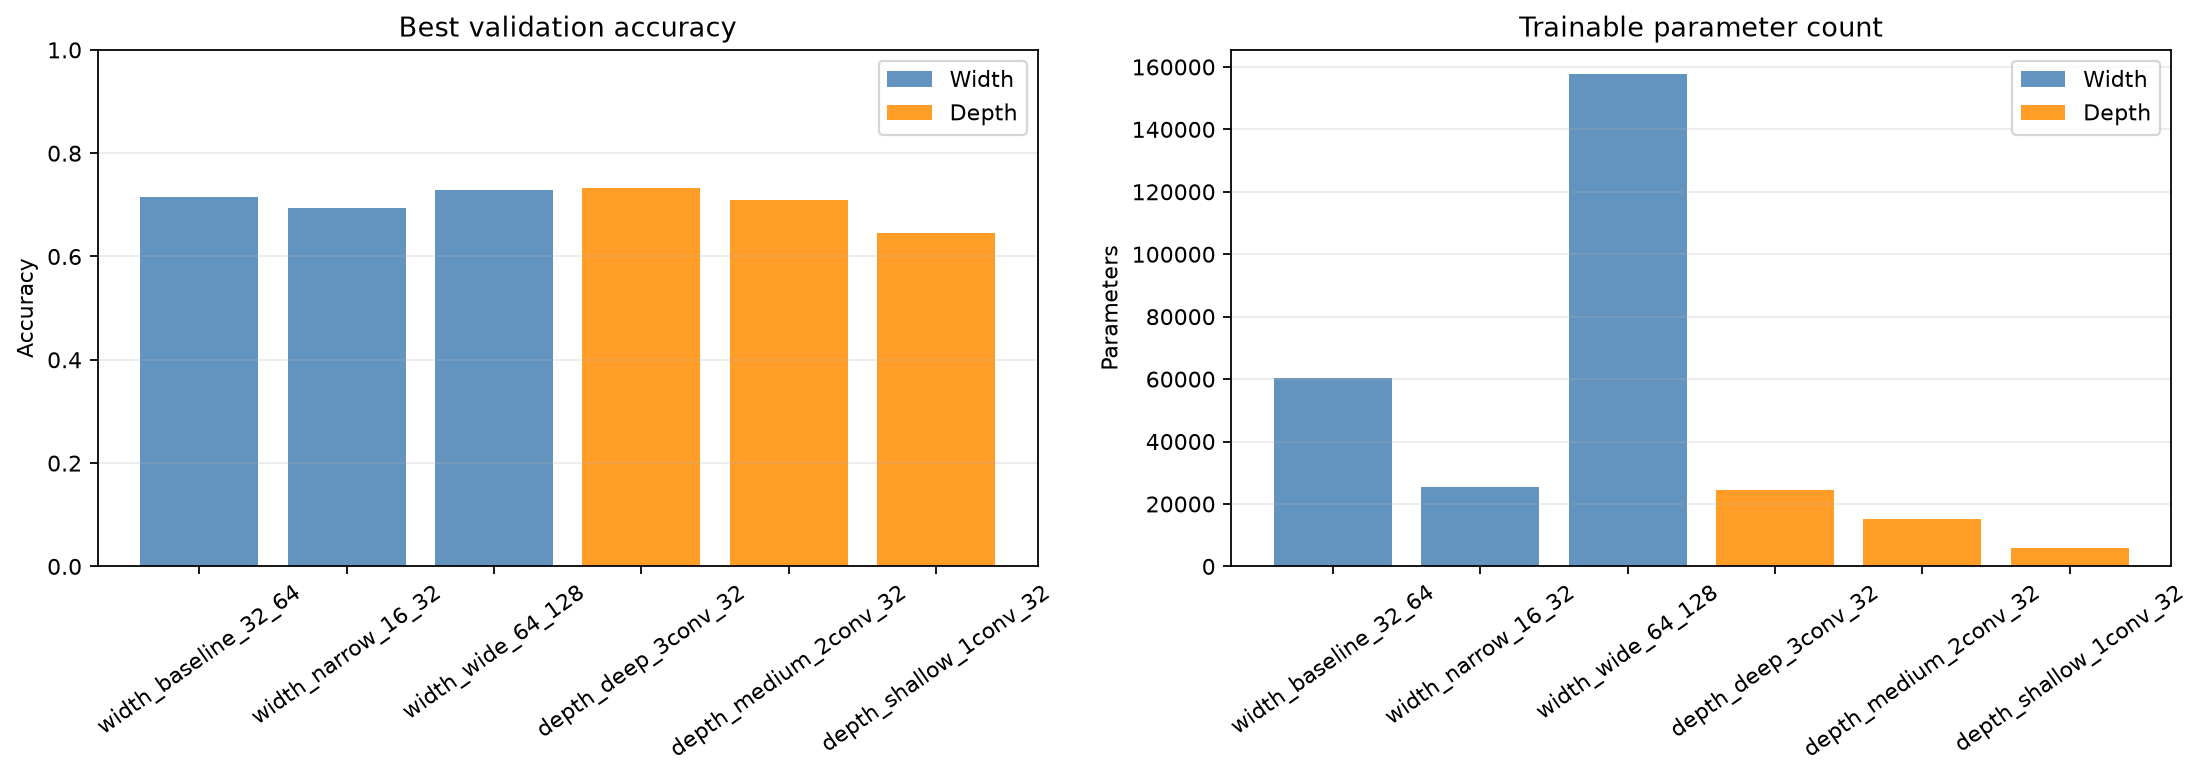 Best validation accuracy
1.0
0.8
0.6
0.4
0.2
0.0
Accuracy
Width
Depth
width_baseline_32_64
width_narrow_16_32
width_wide_64_128
depth_deep_3conv_32
depth_medium_2conv_32
depth_shallow_1conv_32
Trainable parameter count
160000
140000
120000
100000
80000
60000
40000
20000
0
Parameters
Width
Depth
width_baseline_32_64
width_narrow_16_32
width_wide_64_128
depth_deep_3conv_32
depth_medium_2conv_32
depth_shallow_1conv_32